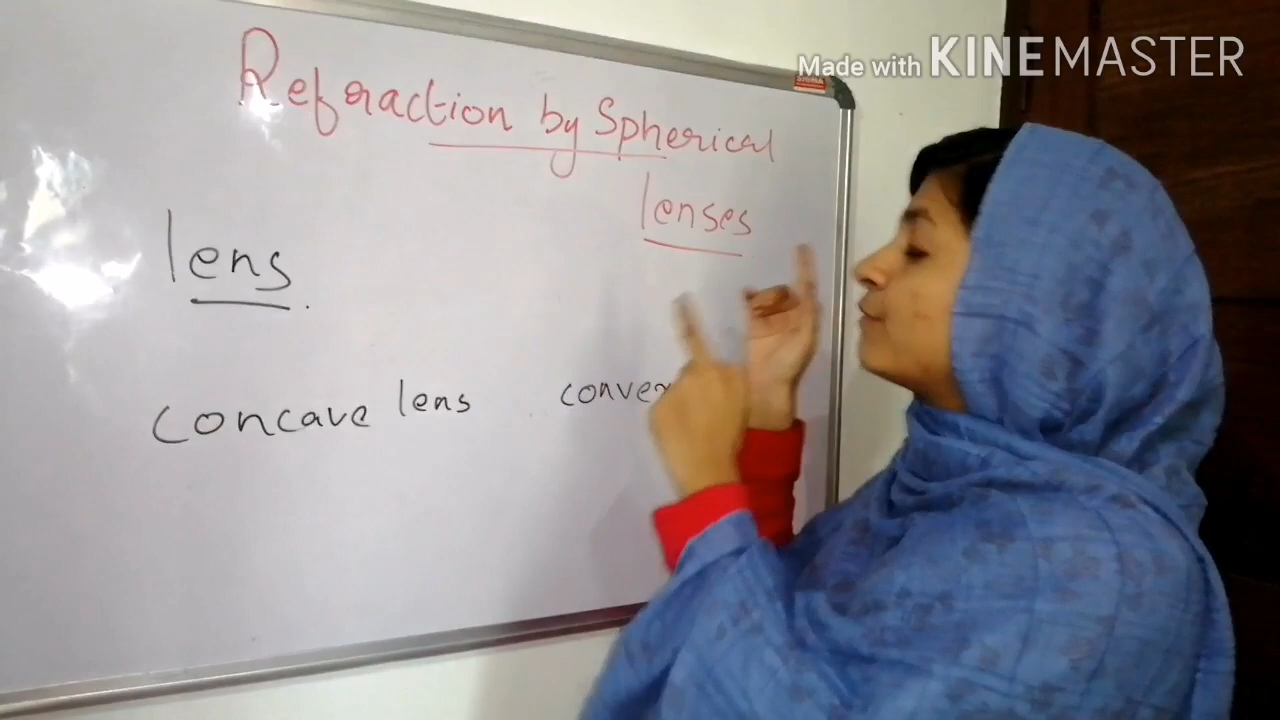 Made with KINEMASTER
Refraction by Spherical
lenses
lens
concave lens